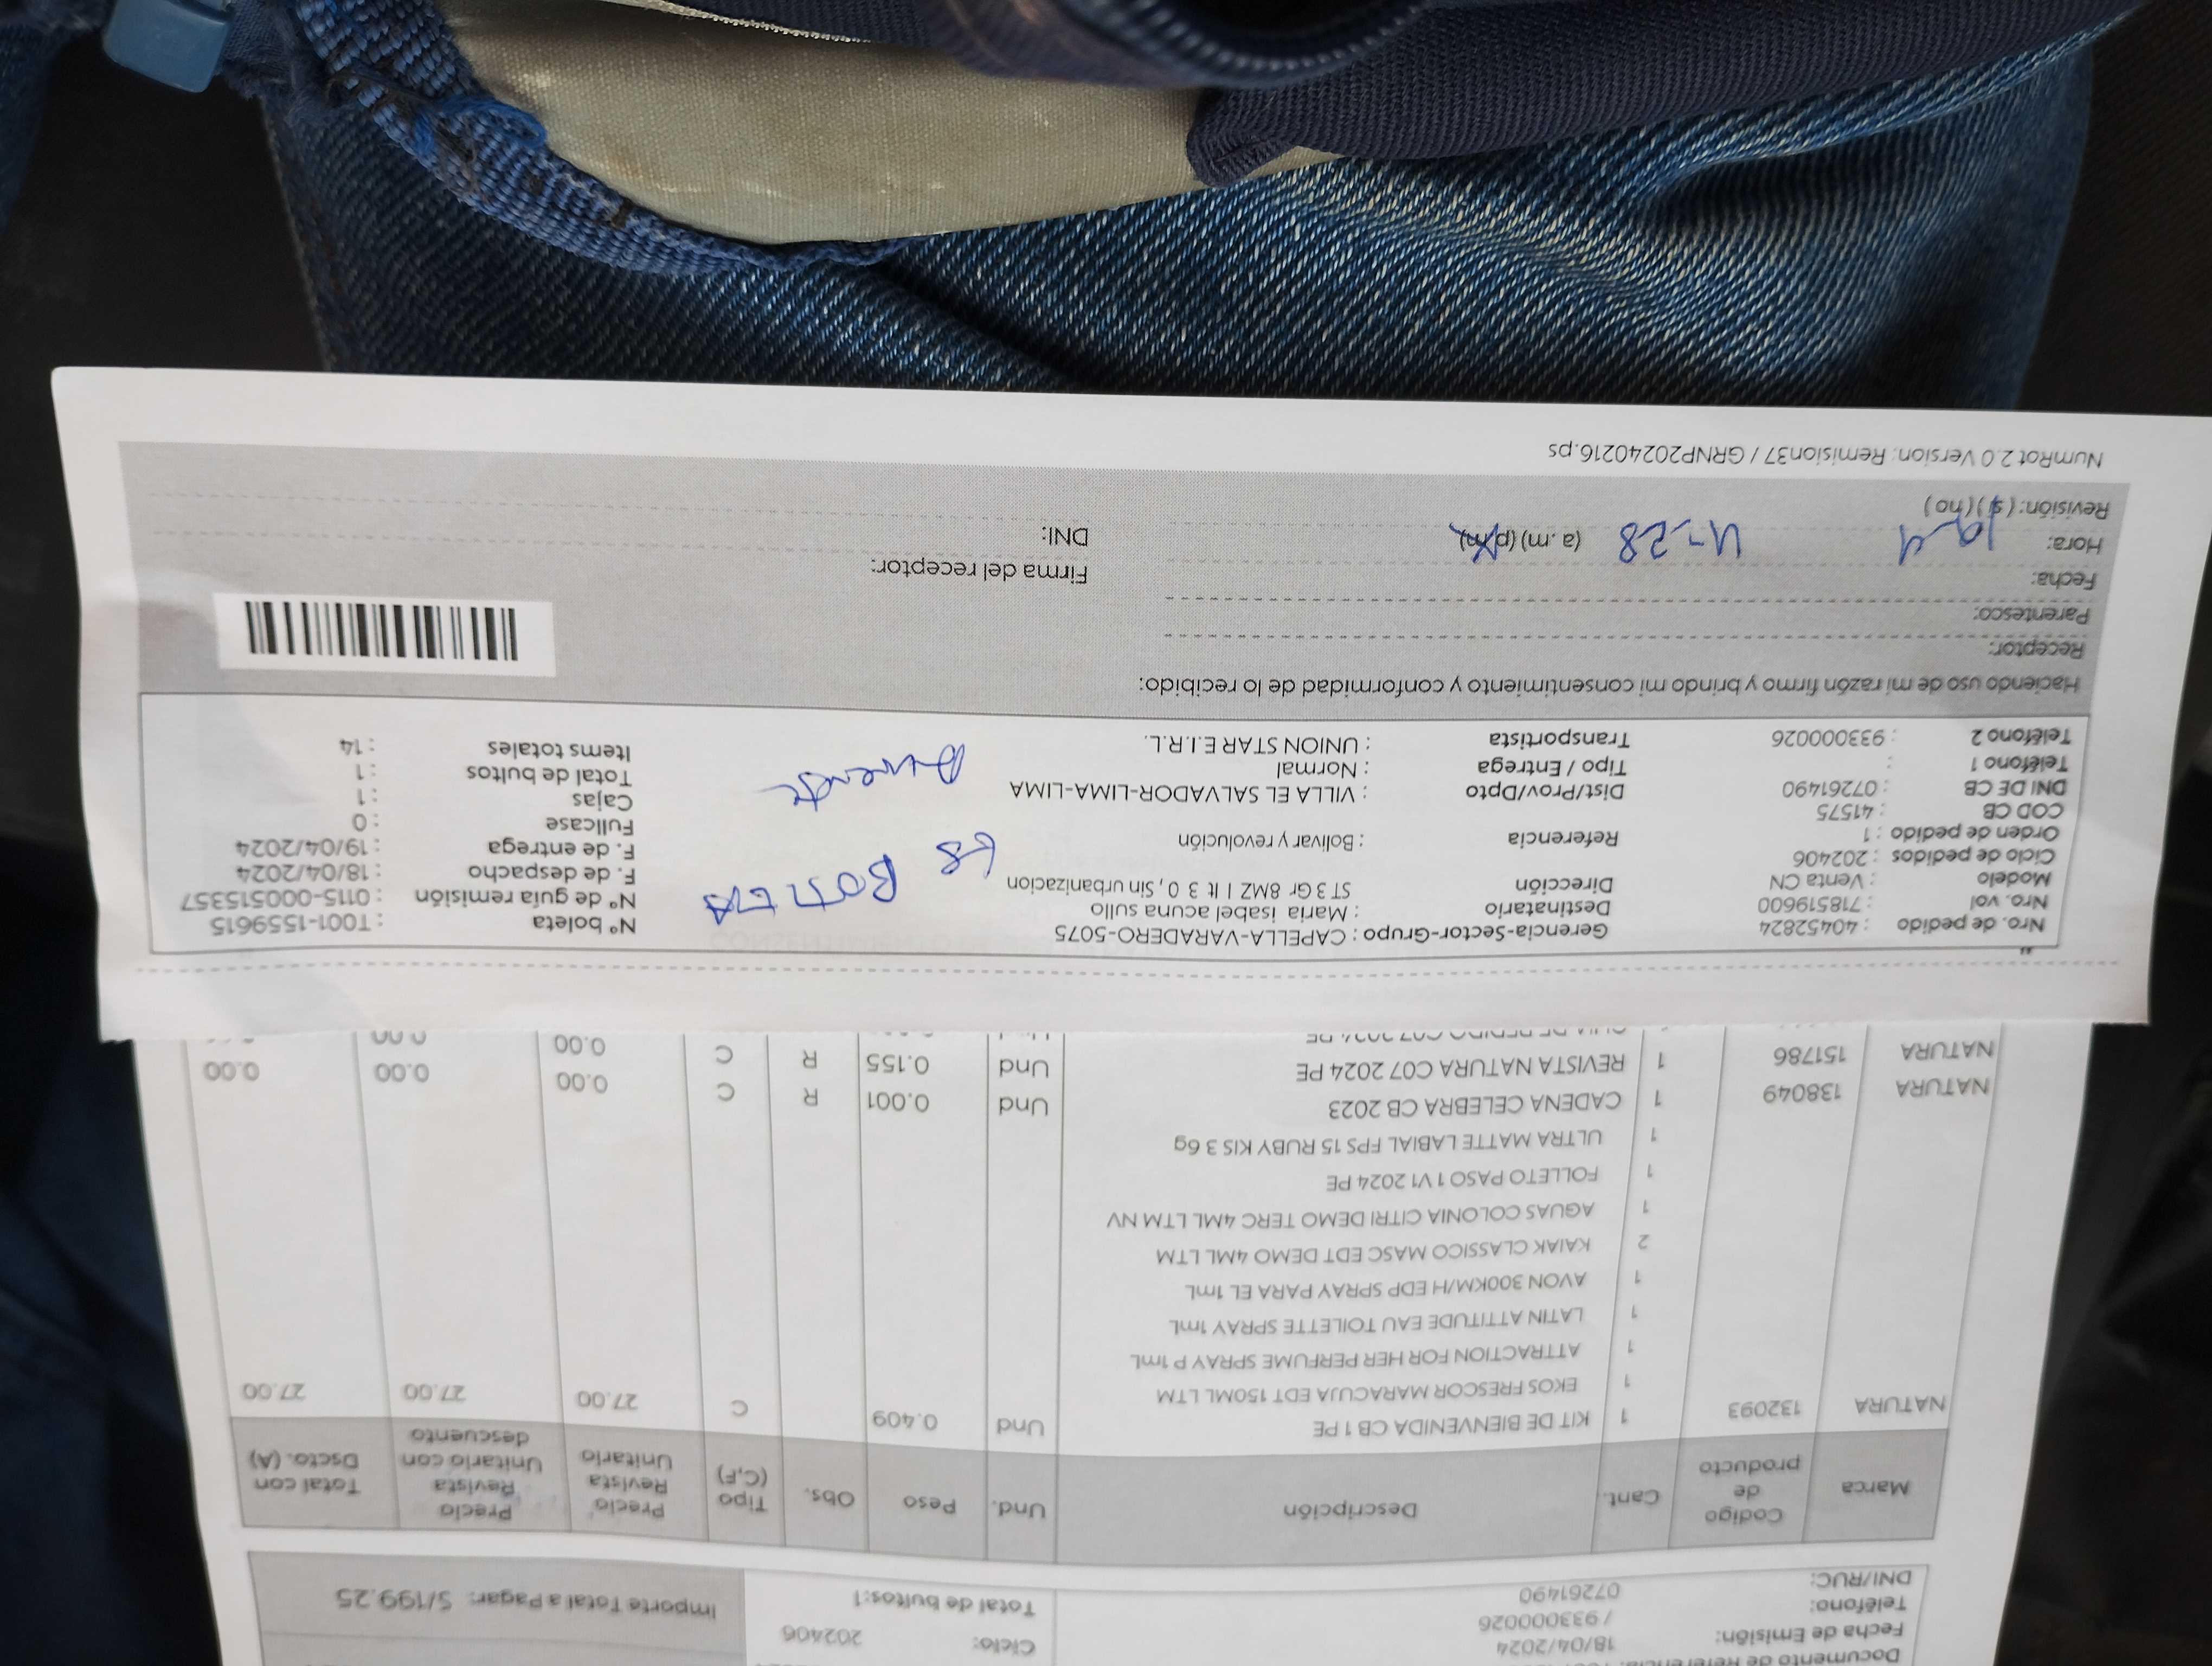 Documento de Referencia:
Fecha de Emisión: 18/04/2024
Teléfono: / 933000026
DNI/RUC: 07261490
Ciclo: 202406
Total de bultos:1
Importe Total a Pagar: S/199.25
Marca Codigo de producto Cant. Descripción Und. Peso Obs. Tipo (C,F) Precio Revista Unitario Precio Revista Unitario con descuento Total con Dscto. (A)
NATURA 132093 1 KIT DE BIENVENIDA CB 1 PE Und 0.409 C 27.00 27.00 27.00
1 EKOS FRESCOR MARACUJA EDT 150ML LTM
1 ATTRACTION FOR HER PERFUME SPRAY P 1mL
1 LATIN ATTITUDE EAU TOILETTE SPRAY 1mL
1 AVON 300KM/H EDP SPRAY PARA EL 1mL
2 KAIAK CLASSICO MASC EDT DEMO 4ML LTM
1 AGUAS COLONIA CITRI DEMO TERC 4ML LTM NV
1 FOLLETO PASO 1 V1 2024 PE
1 ULTRA MATTE LABIAL FPS 15 RUBY KIS 3 6g
NATURA 138049 1 CADENA CELEBRA CB 2023 Und 0.001 R C 0.00 0.00 0.00
NATURA 151786 1 REVISTA NATURA C07 2024 PE Und 0.155 R C 0.00 0.00
Nro. de pedido : 40452824
Nro. vol : 718519600
Modelo : Venta CN
Ciclo de pedidos : 202406
Orden de pedido : 1
COD CB : 41575
DNI DE CB : 07261490
Teléfono 1 :
Teléfono 2 : 933000026
Gerencia-Sector-Grupo : CAPELLA-VARADERO-5075
Destinatario : Maria isabel acuna sullo
Dirección ST 3 Gr 8MZ I lt 3 0 , Sin urbanizacion
Referencia : Bolivar y revolución
Dist/Prov/Dpto : VILLA EL SALVADOR-LIMA-LIMA
Tipo / Entrega : Normal
Transportista : UNION STAR E.I.R.L.
N° boleta : T001-1559615
N° de guía remisión : 0115-000515357
F. de despacho : 18/04/2024
F. de entrega : 19/04/2024
Fullcase : 0
Cajas : 1
Total de bultos : 1
Items totales : 14
Haciendo uso de mi razón firmo y brindo mi consentimiento y conformidad de lo recibido:
Receptor:
Parentesco:
Fecha:
Hora: (a.m) (p.m)
Revisión: ( si ) ( no )
Firma del receptor:
DNI:
NumRot 2.0 Version: Remision37 / GRNP20240216.ps